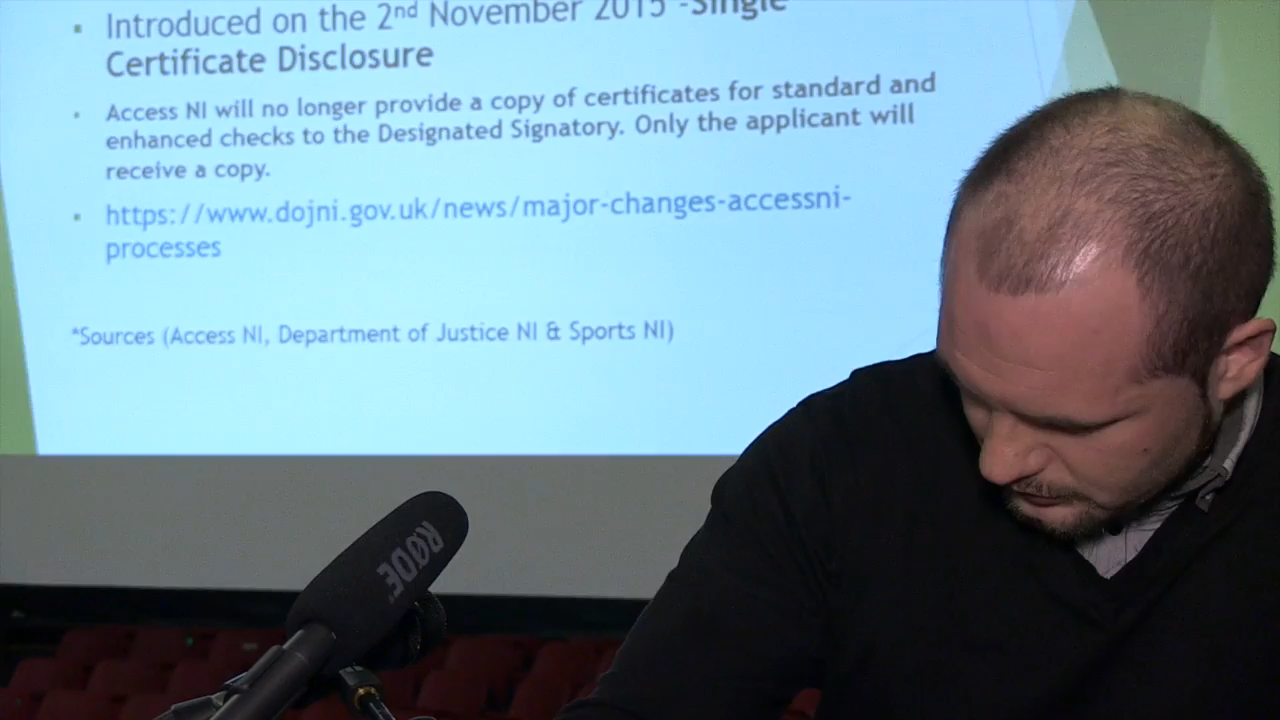 Introduced on the 2nd November 2015 -Single
Certificate Disclosure
Access NI will no longer provide a copy of certificates for standard and
enhanced checks to the Designated Signatory. Only the applicant will
receive a copy.
https://www.dojni.gov.uk/news/major-changes-accessni-
processes
*Sources (Access NI, Department of Justice NI & Sports NI)
RØDE